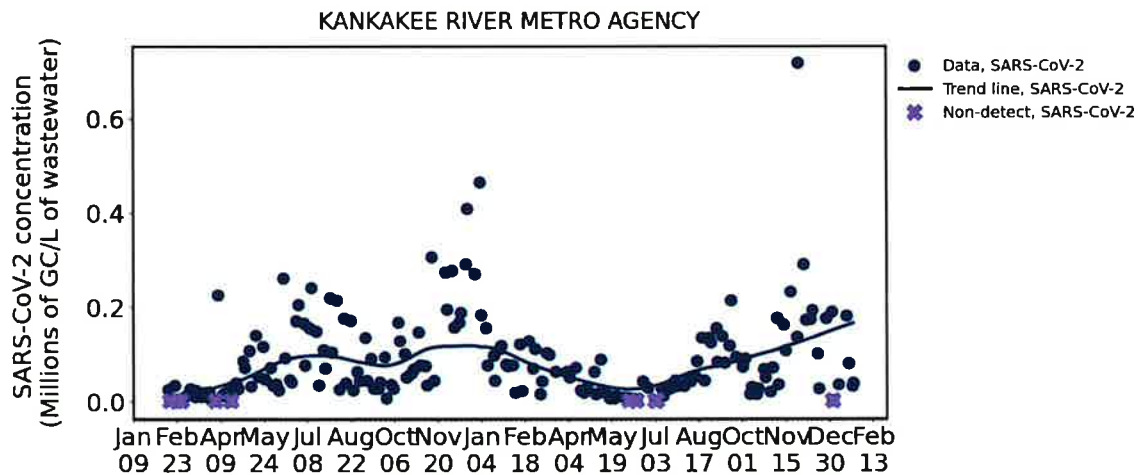 KANKAKEE RIVER METRO AGENCY
SARS-CoV-2 concentration
(Millions of GC/L of wastewater)
0.6
0.4
0.2
0.0
Jan Feb Apr May Jul Aug Oct Nov Jan Feb Apr May Jul Aug Oct Nov Dec Feb
09 23 09 24 08 22 06 20 04 18 04 19 03 17 01 15 30 13
Data, SARS-CoV-2
Trend line, SARS-CoV-2
Non-detect, SARS-CoV-2